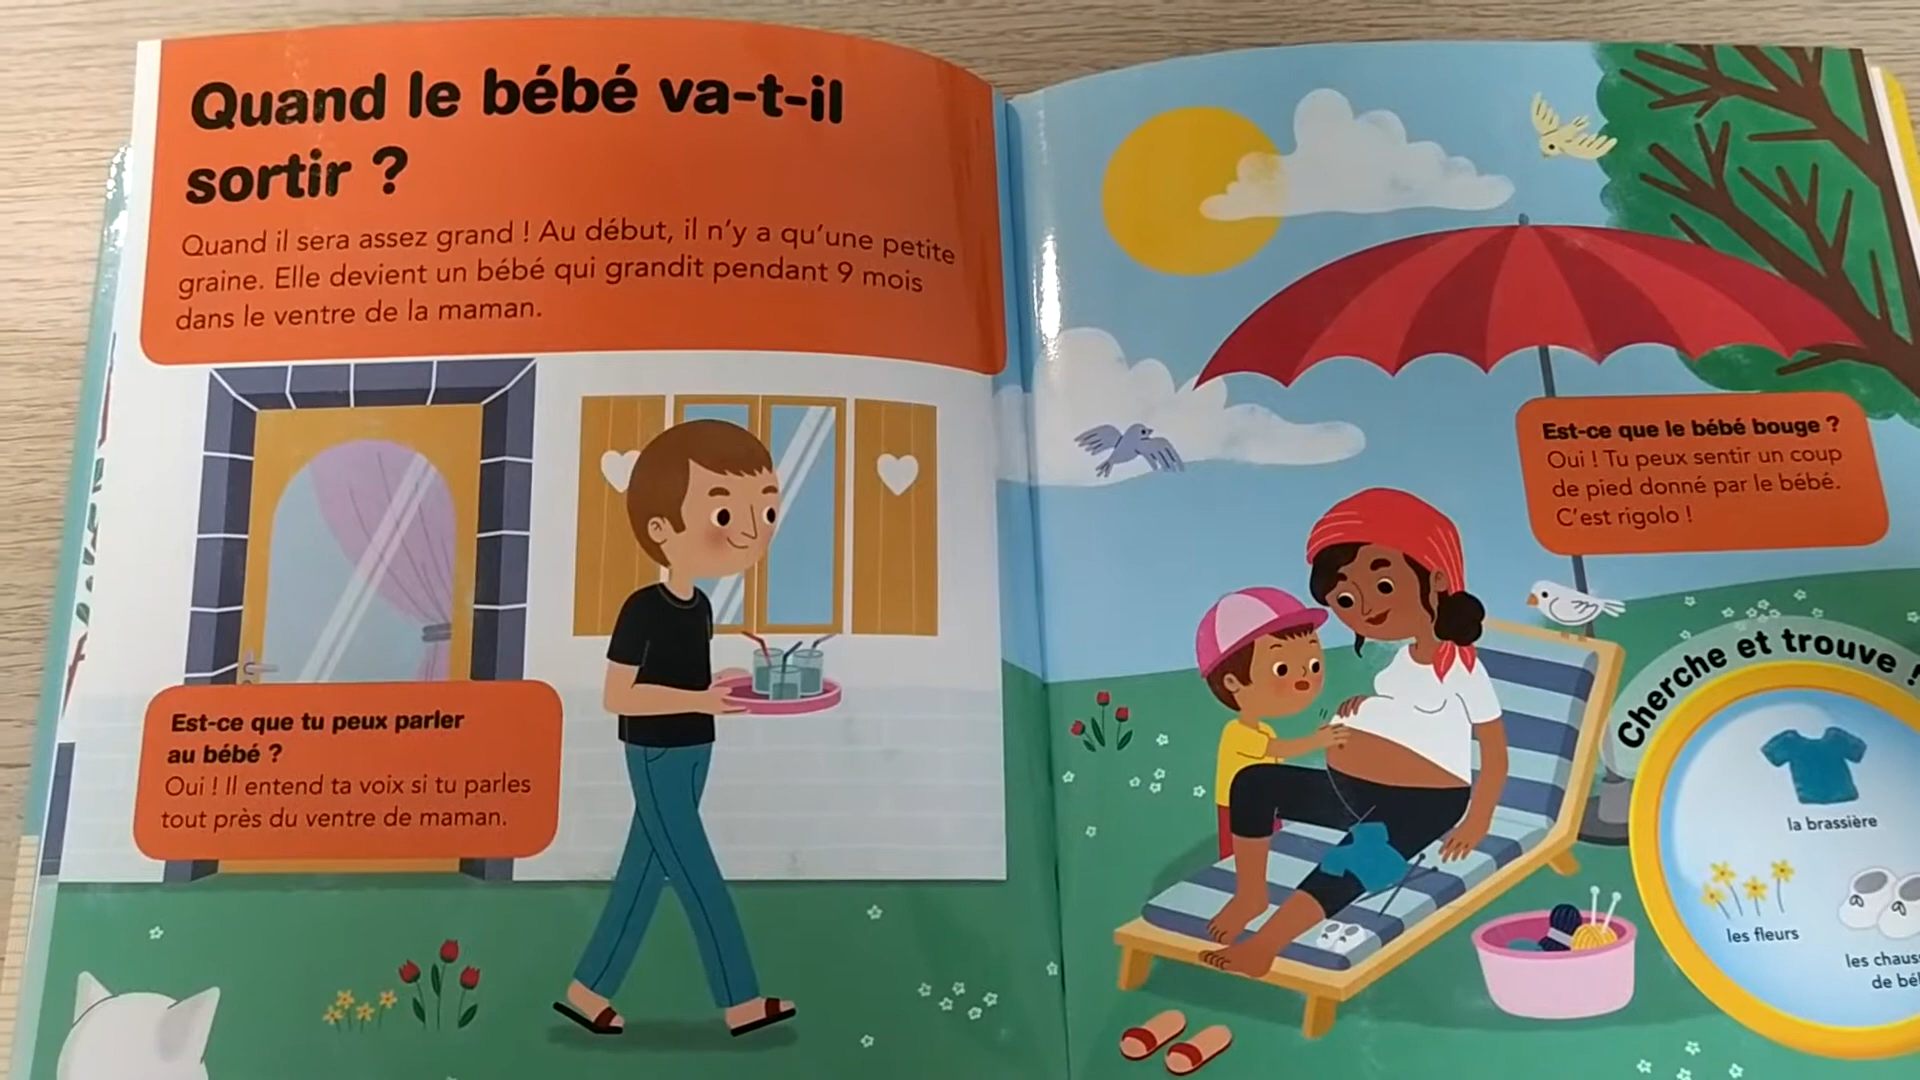 Quand le bébé va-t-il
sortir ?
Quand il sera assez grand ! Au début, il n'y a qu'une petite
graine. Elle devient un bébé qui grandit pendant 9 mois
dans le ventre de la maman.
Est-ce que tu peux parler
au bébé ?
Oui ! Il entend ta voix si tu parles
tout près du ventre de maman.
Est-ce que le bébé bouge ?
Oui ! Tu peux sentir un coup
de pied donné par le bébé.
C'est rigolo !
Cherche et trouve !
la brassière
les fleurs
les
de